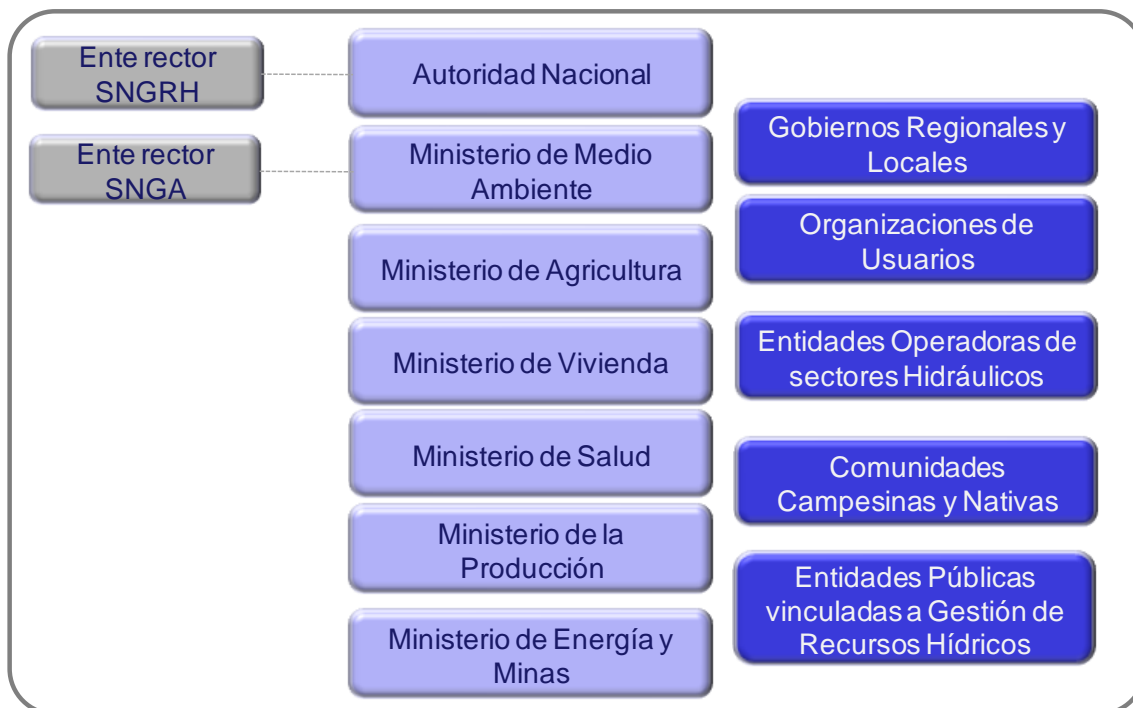 Ente rector
SNGRH
Autoridad Nacional
Ente rector
SNGA
Ministerio de Medio
Ambiente
Ministerio de Agricultura
Ministerio de Vivienda
Ministerio de Salud
Ministerio de la
Producción
Ministerio de Energía y
Minas
Gobiernos Regionales y
Locales
Organizaciones de
Usuarios
Entidades Operadoras de
sectores Hidráulicos
Comunidades
Campesinas y Nativas
Entidades Públicas
vinculadas a Gestión de
Recursos Hídricos